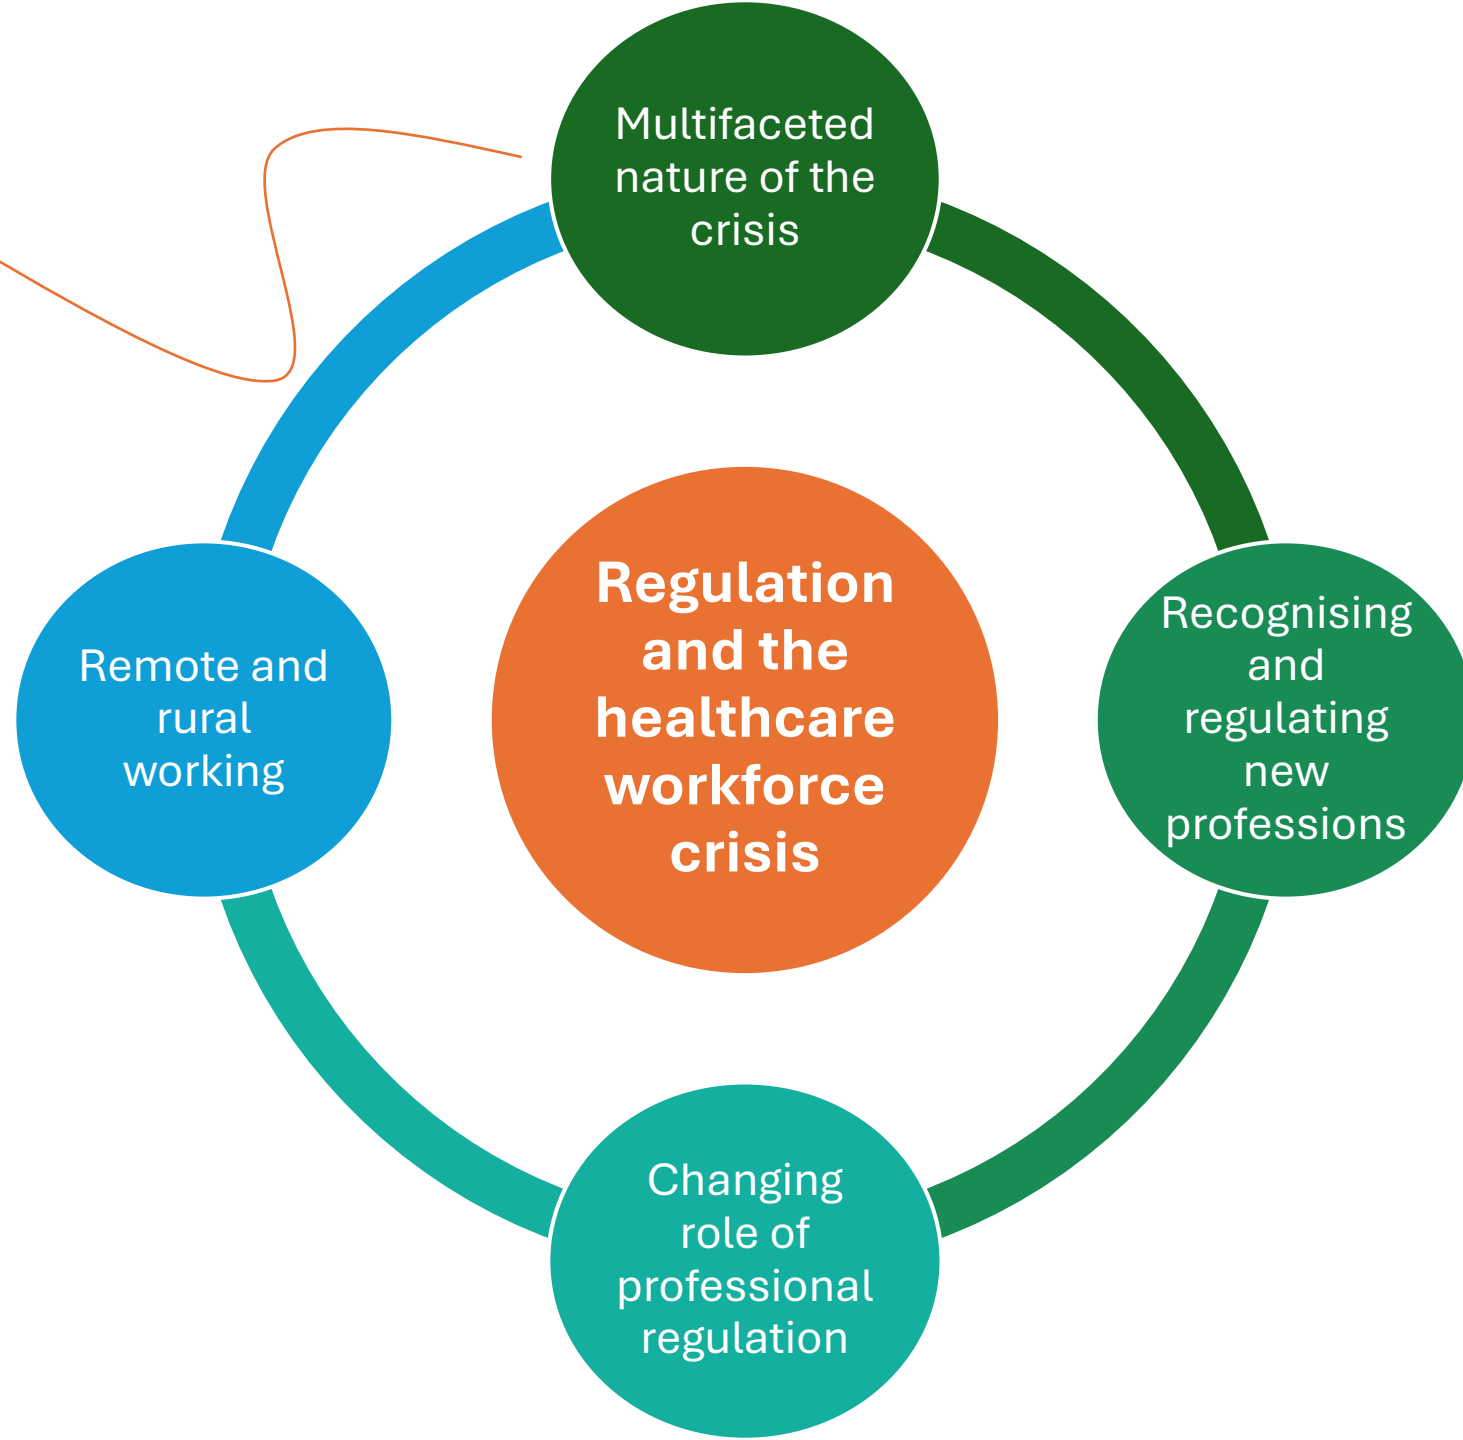 Multifaceted
nature of the
crisis
Regulation
and the
healthcare
workforce
crisis
Recognising
and
regulating
new
professions
Changing
role of
professional
regulation
Remote and
rural
working